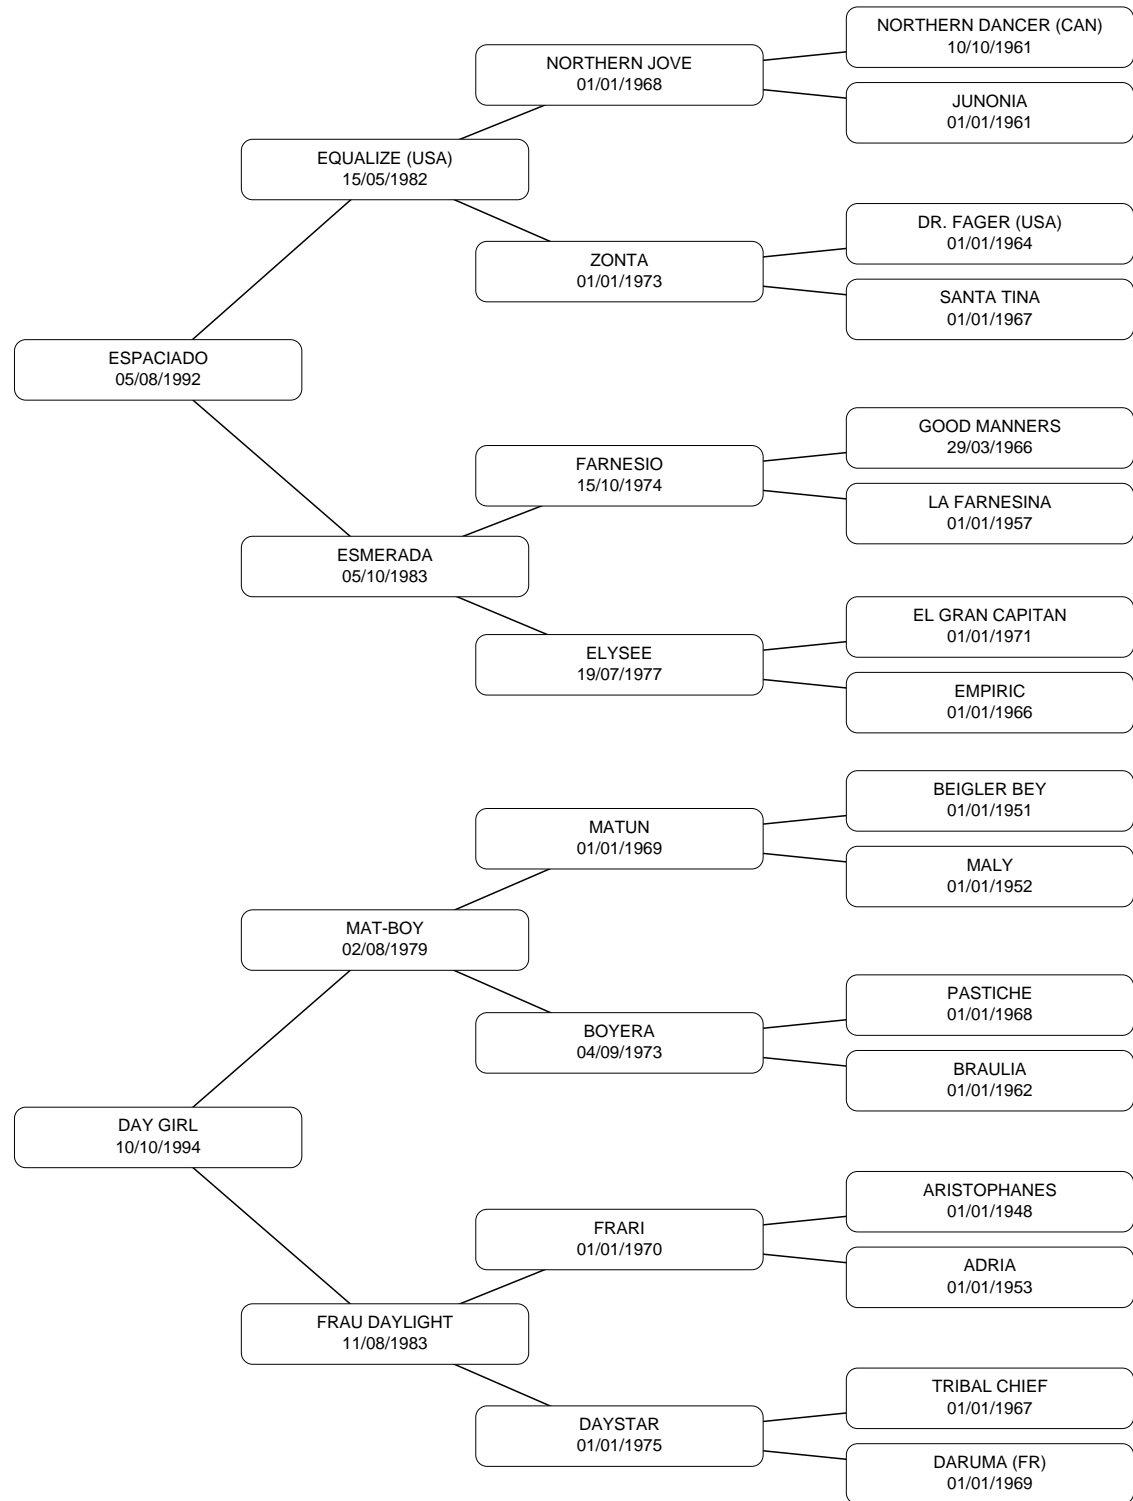 NORTHERN DANCER (CAN)
10/10/1961
NORTHERN JOVE
01/01/1968
JUNONIA
01/01/1961
EQUALIZE (USA)
15/05/1982
DR. FAGER (USA)
01/01/1964
ZONTA
01/01/1973
SANTA TINA
01/01/1967
ESPACIADO
05/08/1992
GOOD MANNERS
29/03/1966
FARNESIO
15/10/1974
LA FARNESINA
01/01/1957
ESMERADA
05/10/1983
EL GRAN CAPITAN
01/01/1971
ELYSEE
19/07/1977
EMPIRIC
01/01/1966
BEIGLER BEY
01/01/1951
MATUN
01/01/1969
MALY
01/01/1952
MAT-BOY
02/08/1979
PASTICHE
01/01/1968
BOYERA
04/09/1973
BRAULIA
01/01/1962
DAY GIRL
10/10/1994
ARISTOPHANES
01/01/1948
FRARI
01/01/1970
ADRIA
01/01/1953
FRAU DAYLIGHT
11/08/1983
TRIBAL CHIEF
01/01/1967
DAYSTAR
01/01/1975
DARUMA (FR)
01/01/1969